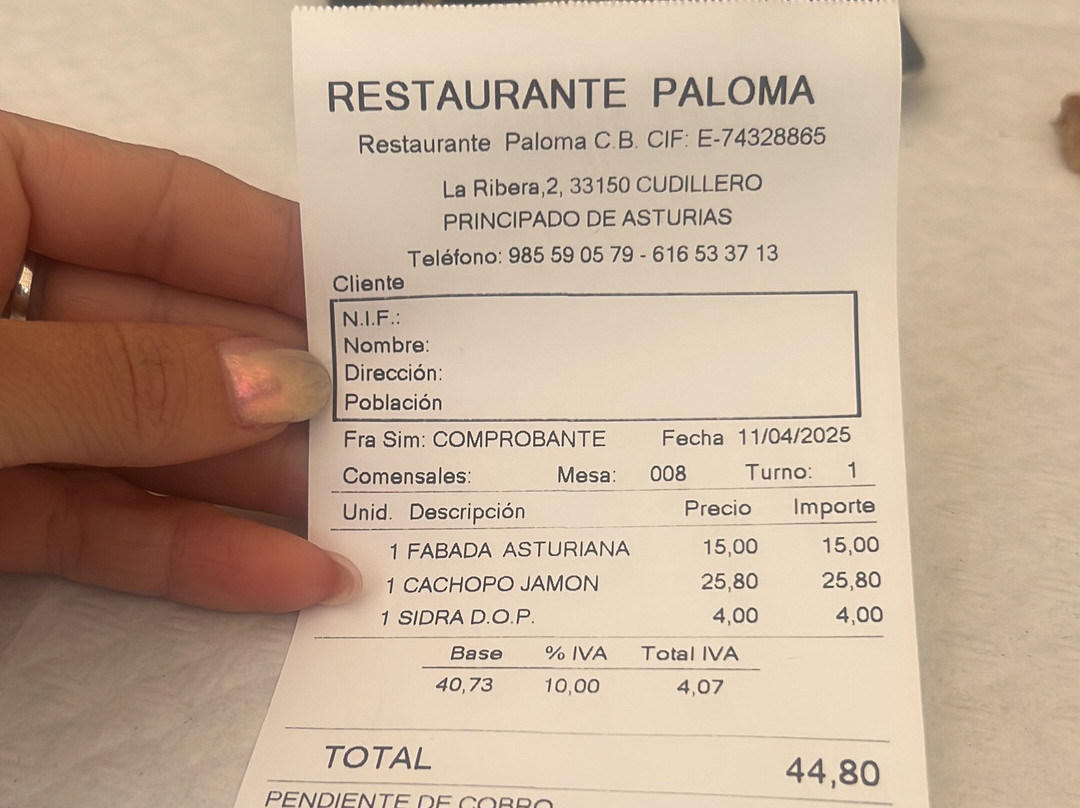 RESTAURANTE PALOMA
Restaurante Paloma C.B. CIF: E-74328865
La Ribera,2, 33150 CUDILLERO
PRINCIPADO DE ASTURIAS
Teléfono: 985 59 05 79 - 616 53 37 13
Cliente
N.I.F.:
Nombre:
Dirección:
Población
Fra Sim: COMPROBANTE Fecha 11/04/2025
Comensales: Mesa: 008 Turno: 1
Unid. Descripción Precio Importe
1 FABADA ASTURIANA 15,00 15,00
1 CACHOPO JAMON 25,80 25,80
1 SIDRA D.O.P. 4,00 4,00
Base % IVA Total IVA
40,73 10,00 4,07
TOTAL 44,80
PENDIENTE DE COBRO